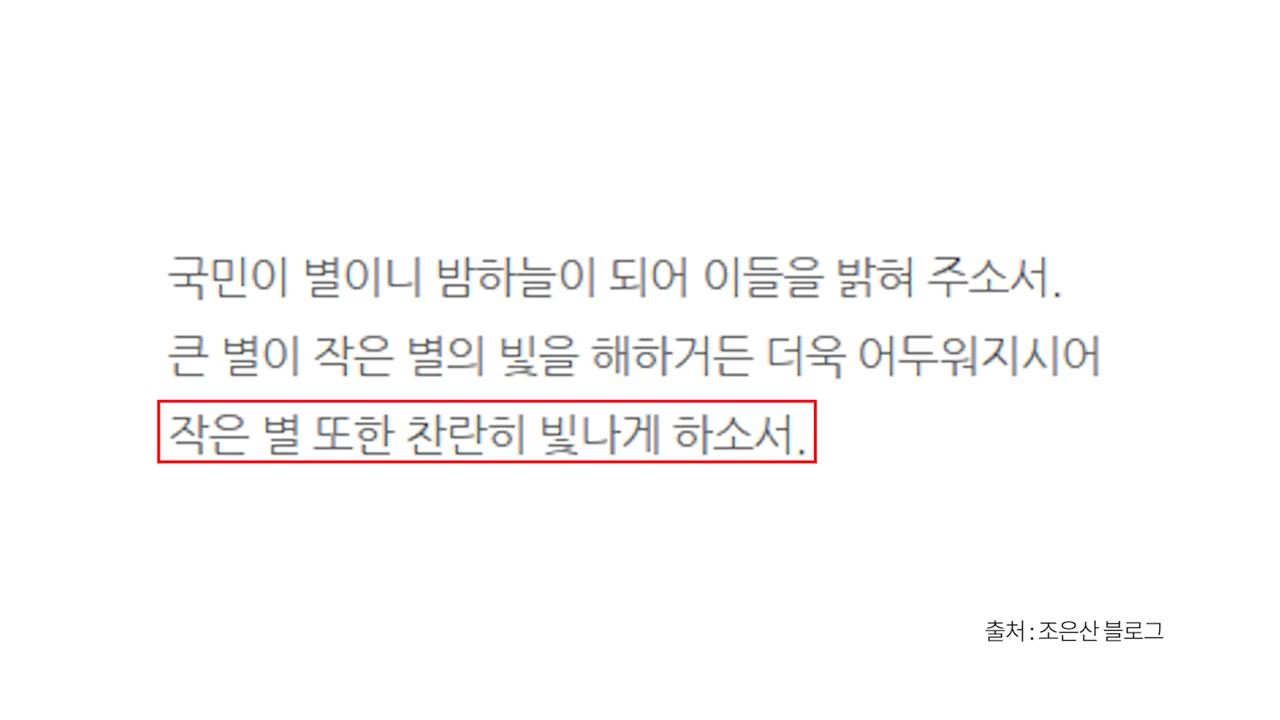 국민이 별이니 밤하늘이 되어 이들을 밝혀 주소서.
큰 별이 작은 별의 빛을 해하거든 더욱 어두워지시어
작은 별 또한 찬란히 빛나게 하소서.
출처 : 조은산 블로그